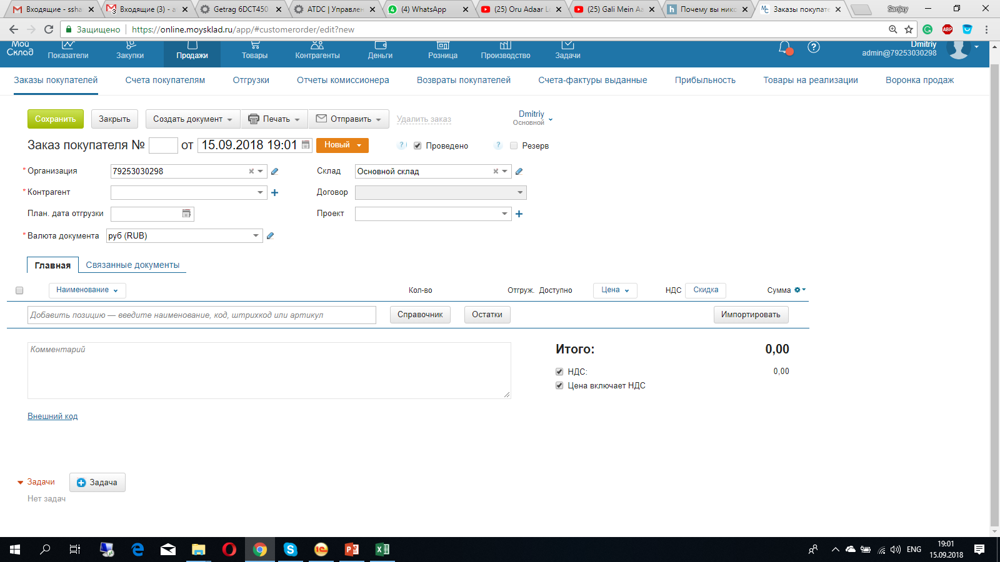 Входящие - ssha
Входящие (3) - a
Getrag 6DCT450
ATDC | Управлен
(4) WhatsApp
(25) Oru Adaar L
(25) Gali Mein Aa
Почему вы никс
Заказы покупате
Sanjay
Защищено
https://online.moysklad.ru/app/#customerorder/edit?new
ABP
Мой Склад
Показатели
Закупки
Продажи
Товары
Контрагенты
Деньги
Розница
Производство
Задачи
?
Dmitriy
admin@79253030298
Заказы покупателей
Счета покупателям
Отгрузки
Отчеты комиссионера
Возвраты покупателей
Счета-фактуры выданные
Прибыльность
Товары на реализации
Воронка продаж
Сохранить
Закрыть
Создать документ
Печать
Отправить
Удалить заказ
Dmitriy
Основной
Заказ покупателя № от 15.09.2018 19:01
Новый
? Проведено
? Резерв
* Организация 79253030298
Склад Основной склад
* Контрагент
Договор
План. дата отгрузки
Проект
* Валюта документа руб (RUB)
Главная
Связанные документы
Наименование
Кол-во
Отгруж.
Доступно
Цена
НДС
Скидка
Сумма
Добавить позицию — введите наименование, код, штрихкод или артикул
Справочник
Остатки
Импортировать
Комментарий
Итого: 0,00
НДС: 0,00
Цена включает НДС
Внешний код
Задачи
Задача
Нет задач
ENG
19:01
15.09.2018